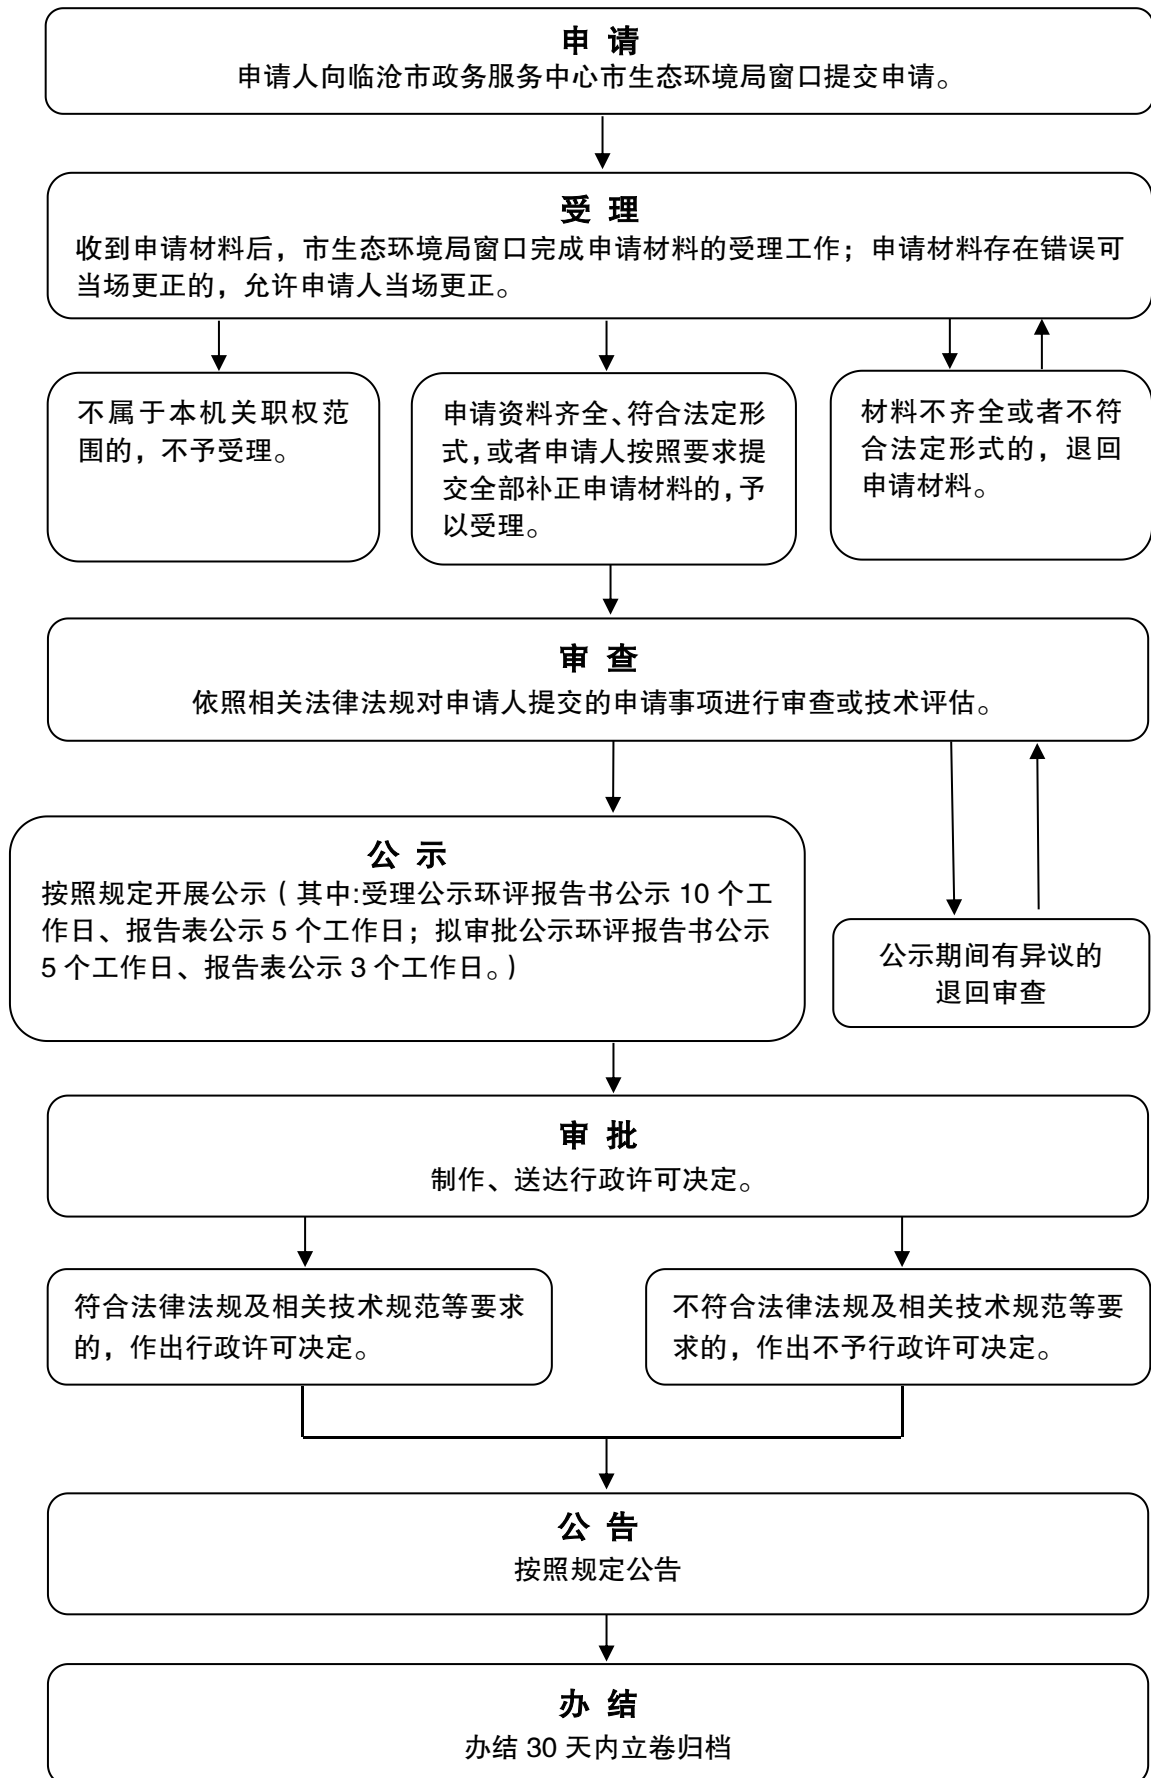 申 请
申请人向临沧市政务服务中心市生态环境局窗口提交申请。
受 理
收到申请材料后，市生态环境局窗口完成申请材料的受理工作；申请材料存在错误可
当场更正的，允许申请人当场更正。
不属于本机关职权范
围的，不予受理。
申请资料齐全、符合法定形
式，或者申请人按照要求提
交全部补正申请材料的，予
以受理。
材料不齐全或者不符
合法定形式的，退回
申请材料。
审 查
依照相关法律法规对申请人提交的申请事项进行审查或技术评估。
公 示
按照规定开展公示（其中:受理公示环评报告书公示 10 个工
作日、报告表公示 5 个工作日；拟审批公示环评报告书公示
5 个工作日、报告表公示 3 个工作日。)
公示期间有异议的
退回审查
审 批
制作、送达行政许可决定。
符合法律法规及相关技术规范等要求
的，作出行政许可决定。
不符合法律法规及相关技术规范等要
求的，作出不予行政许可决定。
公 告
按照规定公告
办 结
办结 30 天内立卷归档